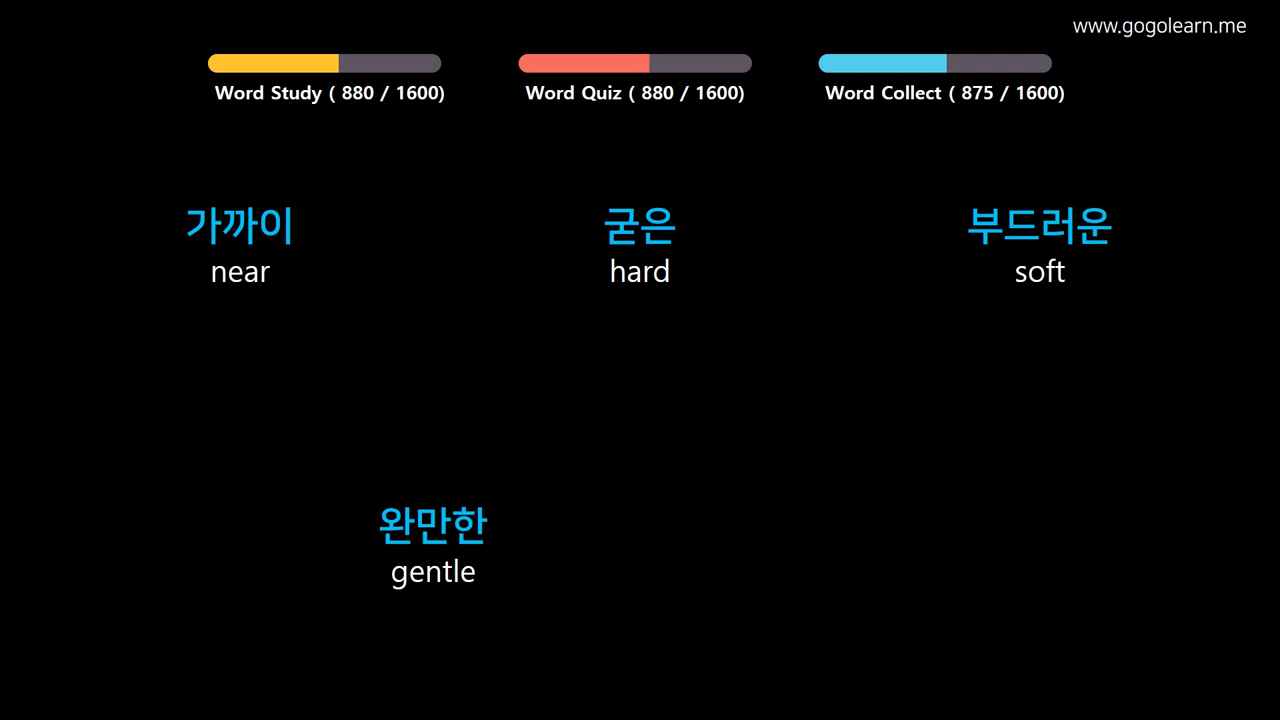 www.gogolearn.me
Word Study ( 880 / 1600)
Word Quiz ( 880 / 1600)
Word Collect ( 875 / 1600)
가까이
near
굳은
hard
부드러운
soft
완만한
gentle